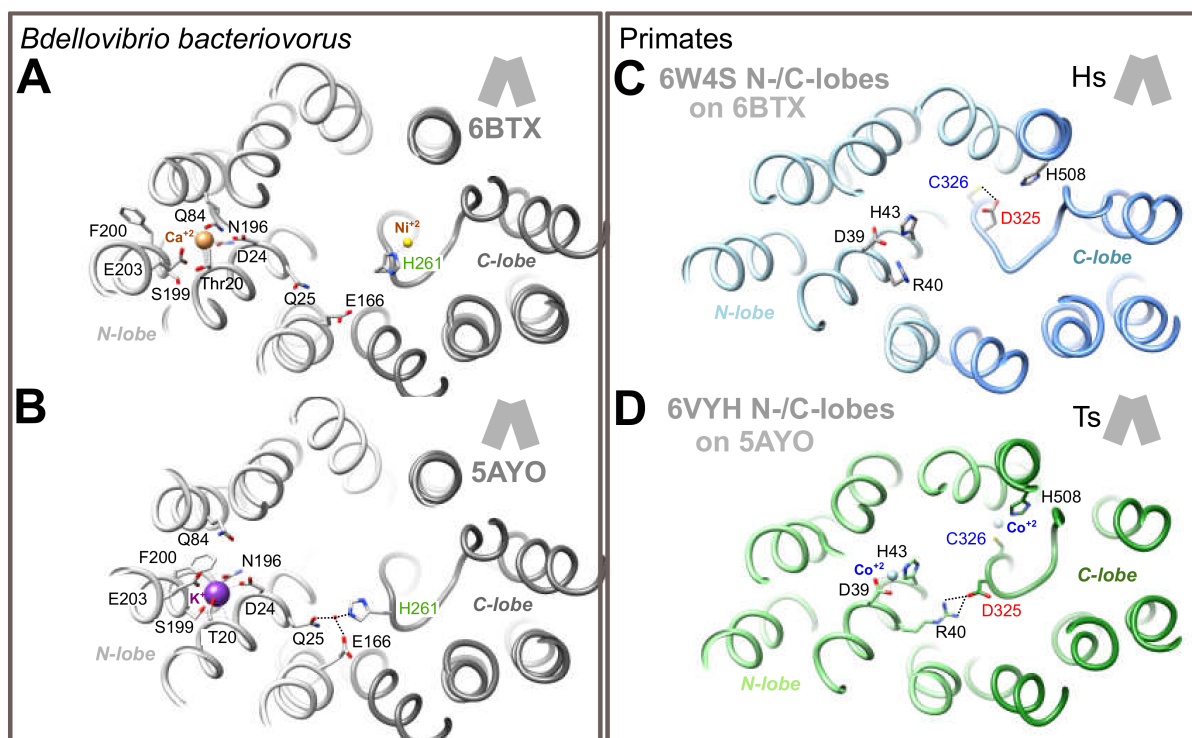 Bdellovibrio bacteriovorus
A
6BTX
Q84
Ca+2
N196
F200
D24
E203
S199
Thr20
Q25
E166
Ni+2
H261
C-lobe
N-lobe
B
5AYO
Q84
F200
N196
K+
E203
D24
S199
T20
Q25
E166
H261
C-lobe
N-lobe
Primates
C
6W4S N-/C-lobes
on 6BTX
Hs
C326
H508
D325
H43
D39
R40
C-lobe
N-lobe
D
6VYH N-/C-lobes
on 5AYO
Ts
H508
Co+2
C326
H43
Co+2
D39
R40
D325
C-lobe
N-lobe